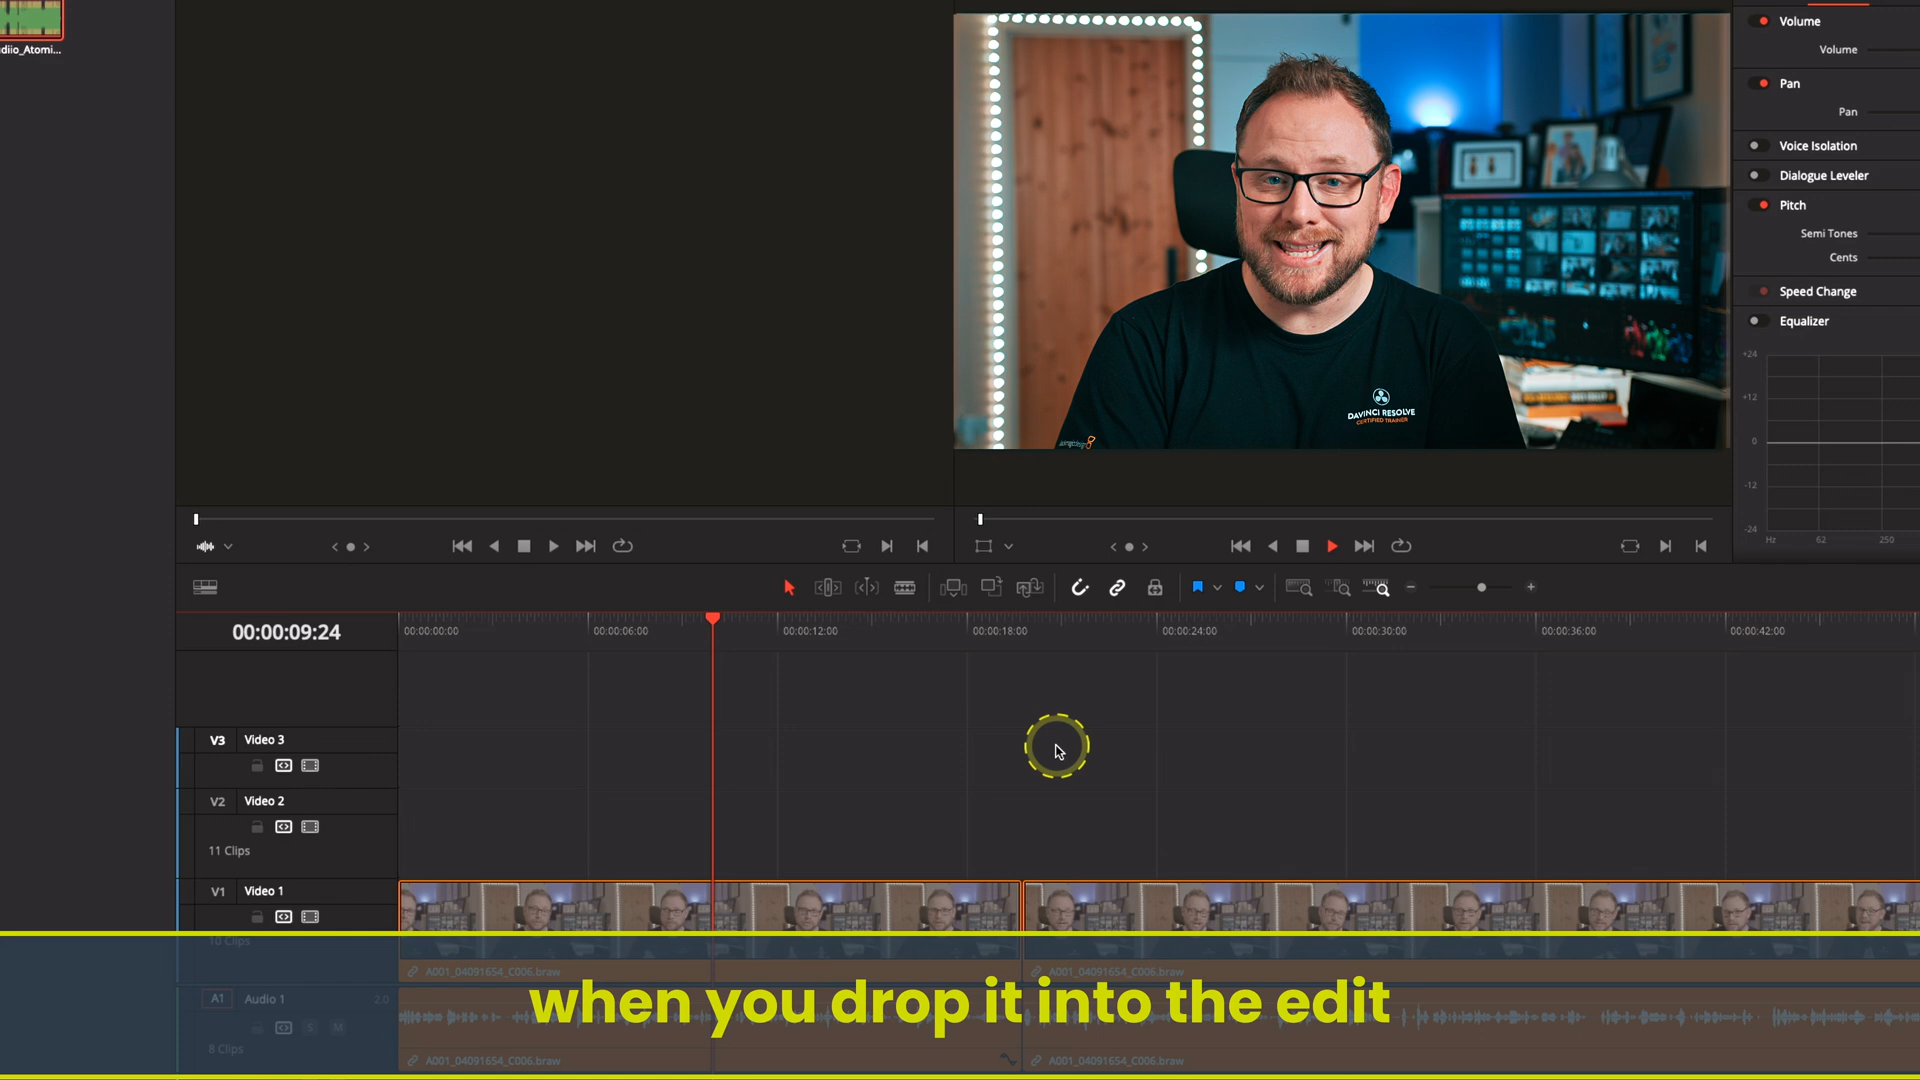 diio_Atomi...
Volume
Volume
Pan
Pan
Voice Isolation
Dialogue Leveler
Pitch
Semi Tones
Cents
Speed Change
Equalizer
+24
+12
0
-12
-24
Hz 62 250
DAVINCI RESOLVE
CERTIFIED TRAINER
00:00:09:24
00:00:00:00 00:00:06:00 00:00:12:00 00:00:18:00 00:00:24:00 00:00:30:00 00:00:36:00 00:00:42:00
V3 Video 3
V2 Video 2
11 Clips
V1 Video 1
10 Clips
A001_04091654_C006.braw A001_04091654_C006.braw
A1 Audio 1 2.0
S M
8 Clips
A001_04091654_C006.braw A001_04091654_C006.braw
when you drop it into the edit